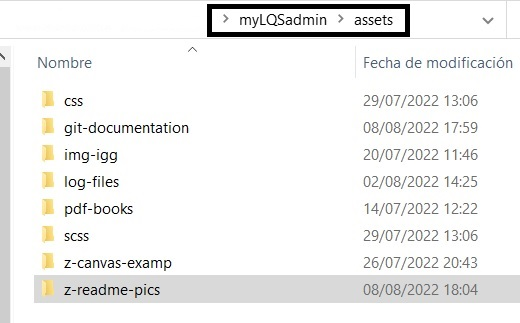 myLQSadmin > assets
Nombre Fecha de modificación
css 29/07/2022 13:06
git-documentation 08/08/2022 17:59
img-igg 20/07/2022 11:46
log-files 02/08/2022 14:25
pdf-books 14/07/2022 12:22
scss 29/07/2022 13:06
z-canvas-examp 26/07/2022 20:43
z-readme-pics 08/08/2022 18:04